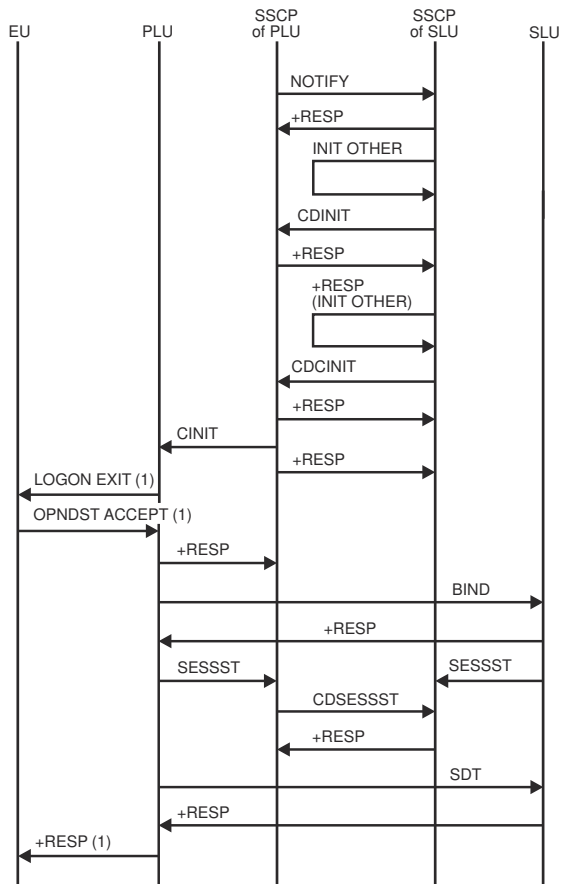 EU
PLU
SSCP
of PLU
SSCP
of SLU
SLU
NOTIFY
+RESP
INIT OTHER
CDINIT
+RESP
+RESP
(INIT OTHER)
CDCINIT
+RESP
CINIT
+RESP
LOGON EXIT (1)
OPNDST ACCEPT (1)
+RESP
BIND
+RESP
SESSST
SESSST
CDSESSST
+RESP
SDT
+RESP
+RESP (1)